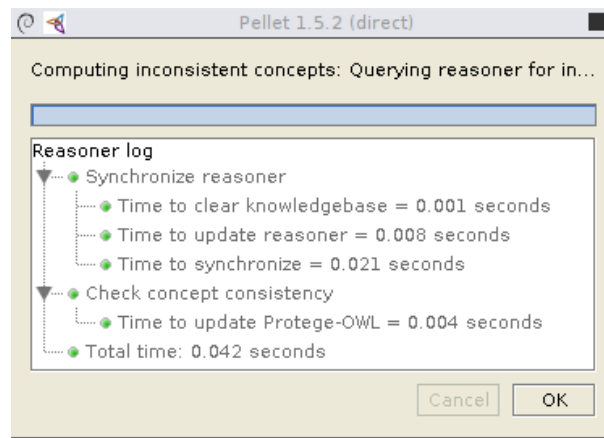 Pellet 1.5.2 (direct)
Computing inconsistent concepts: Querying reasoner for in...
Reasoner log
Synchronize reasoner
Time to clear knowledgebase = 0.001 seconds
Time to update reasoner = 0.008 seconds
Time to synchronize = 0.021 seconds
Check concept consistency
Time to update Protege-OWL = 0.004 seconds
Total time: 0.042 seconds
Cancel OK